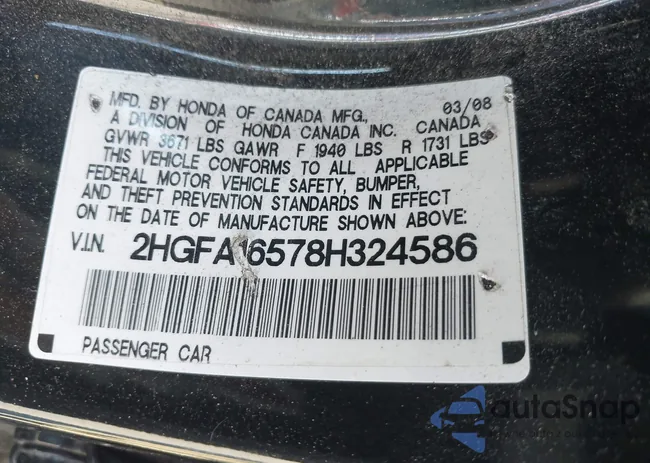 MFD. BY HONDA OF CANADA MFG., 03/08
A DIVISION OF HONDA CANADA INC. CANADA
GVWR 3671 LBS GAWR F 1940 LBS R 1731 LBS
THIS VEHICLE CONFORMS TO ALL APPLICABLE
FEDERAL MOTOR VEHICLE SAFETY, BUMPER,
AND THEFT PREVENTION STANDARDS IN EFFECT
ON THE DATE OF MANUFACTURE SHOWN ABOVE:
V.I.N. 2HGFA16578H324586
PASSENGER CAR
autoSnap